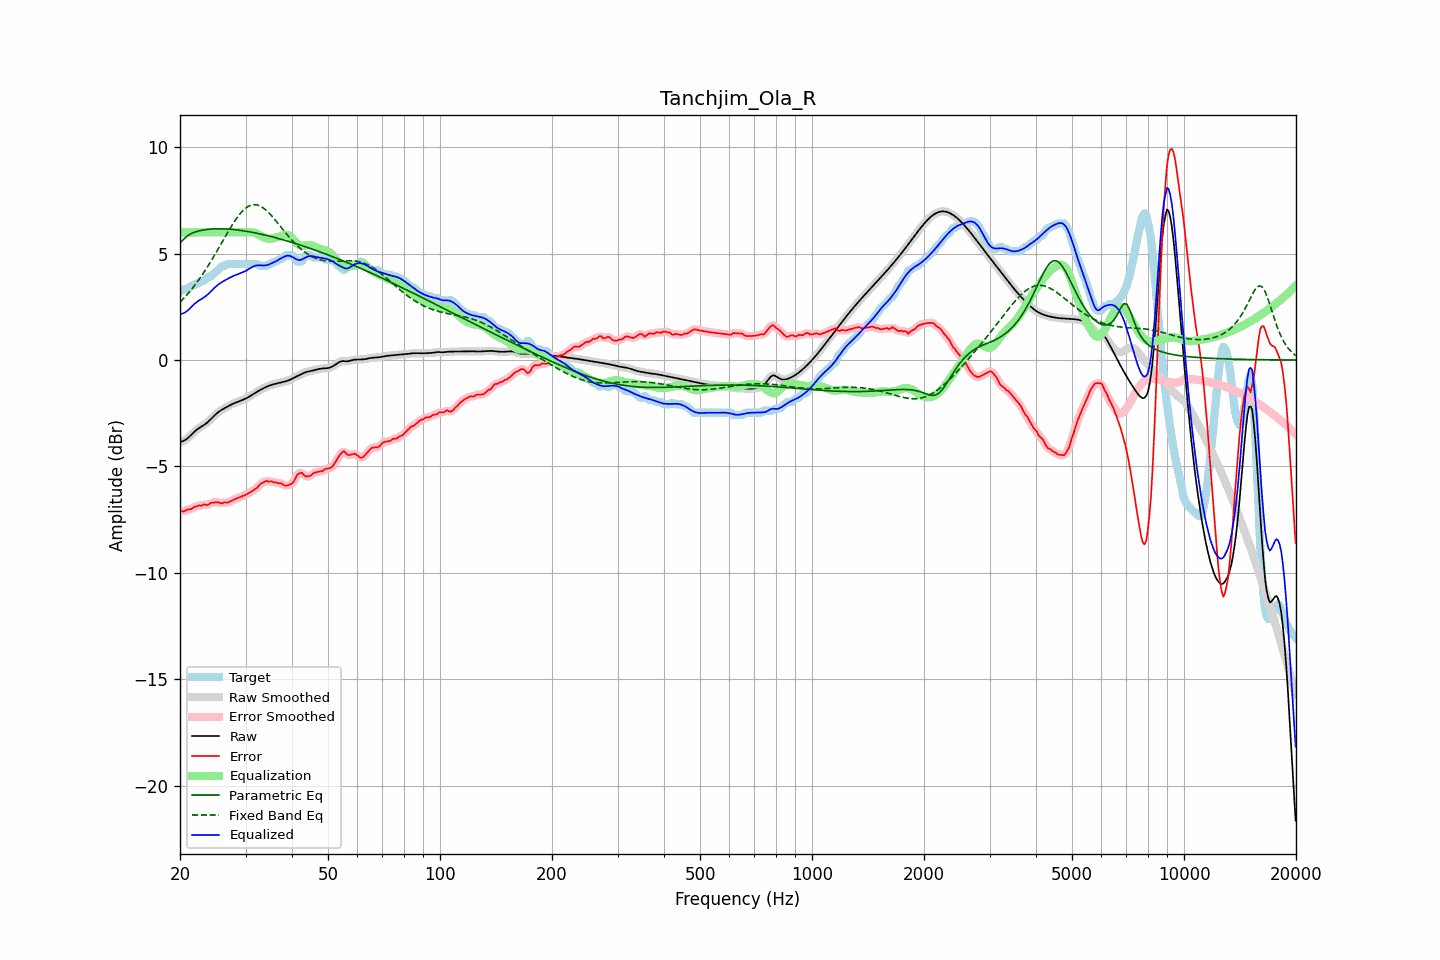 Tanchjim_Ola_R
10
5
0
−5
−10
−15
−20
Amplitude (dBr)
Target
Raw Smoothed
Error Smoothed
Raw
Error
Equalization
Parametric Eq
Fixed Band Eq
Equalized
20 50 100 200 500 1000 2000 5000 10000 20000
Frequency (Hz)